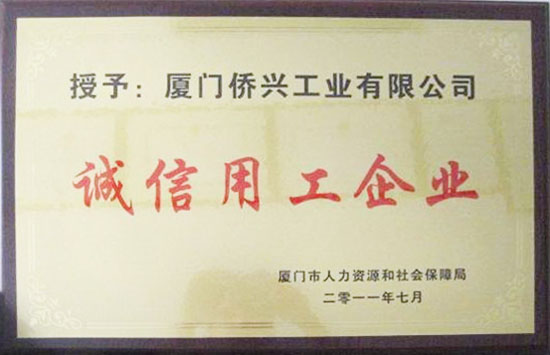 授予：厦门侨兴工业有限公司
诚信用工企业
厦门市人力资源和社会保障局
二零一一年七月